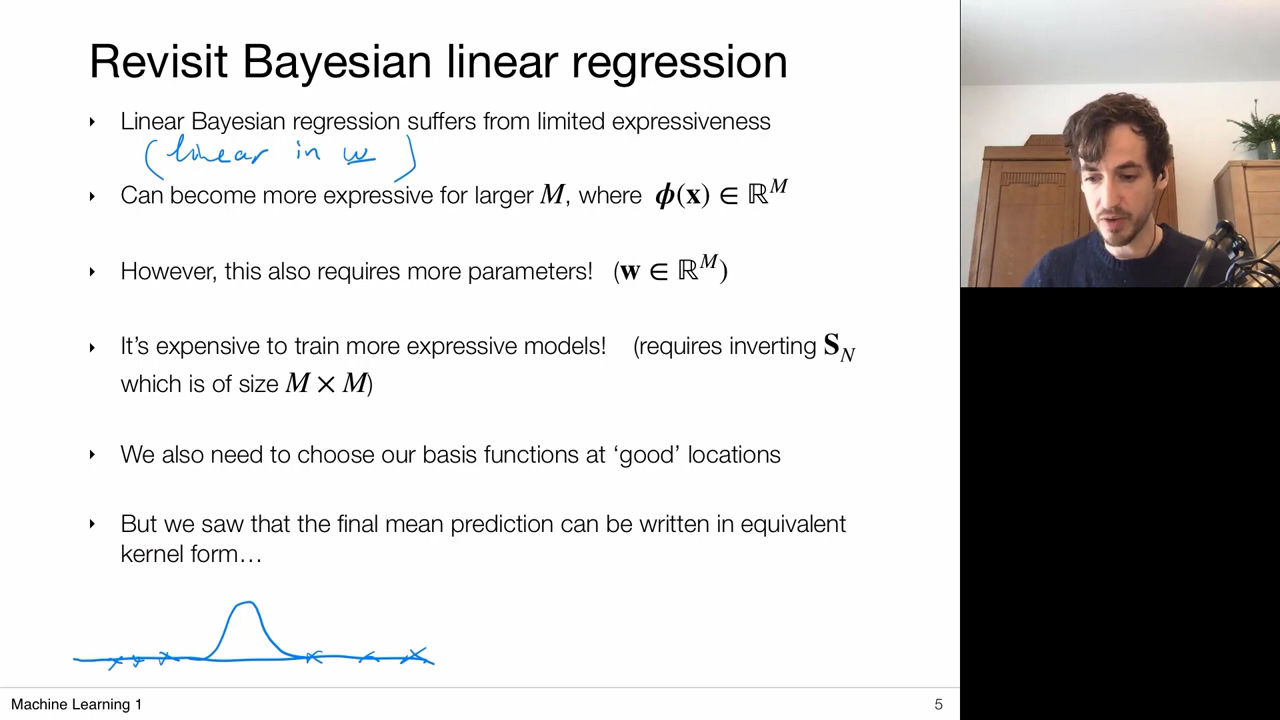 Revisit Bayesian linear regression
‣ Linear Bayesian regression suffers from limited expressiveness
(linear in w)
‣ Can become more expressive for larger M, where ϕ(x) ∈ ℝ^M
‣ However, this also requires more parameters! (w ∈ ℝ^M)
‣ It's expensive to train more expressive models! (requires inverting S_N
which is of size M × M)
‣ We also need to choose our basis functions at ‘good’ locations
‣ But we saw that the final mean prediction can be written in equivalent
kernel form…
Machine Learning 1
5